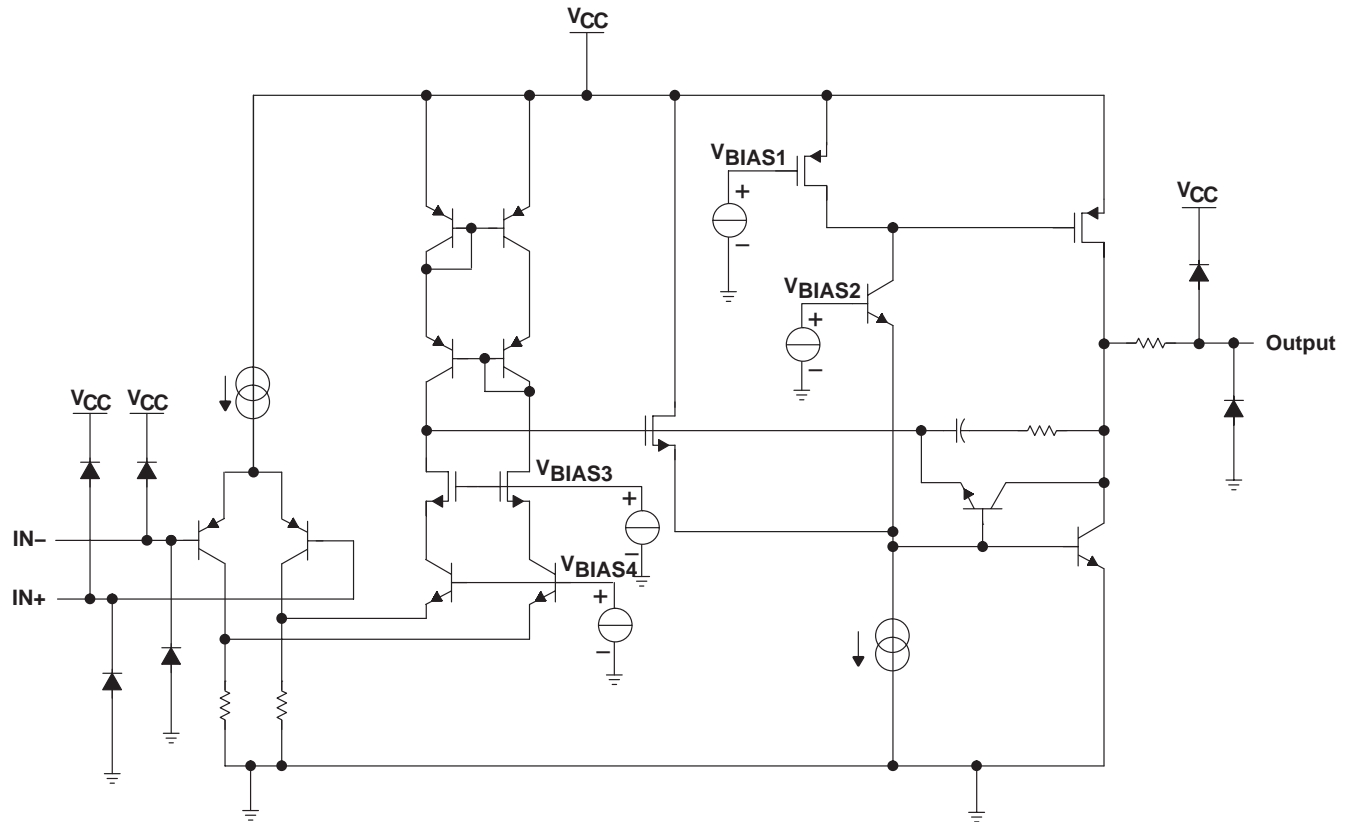 VCC
VBIAS1
VCC
VBIAS2
+
−
+
−
Output
VCC
VCC
VBIAS3
+
−
IN−
VBIAS4
IN+
+
−